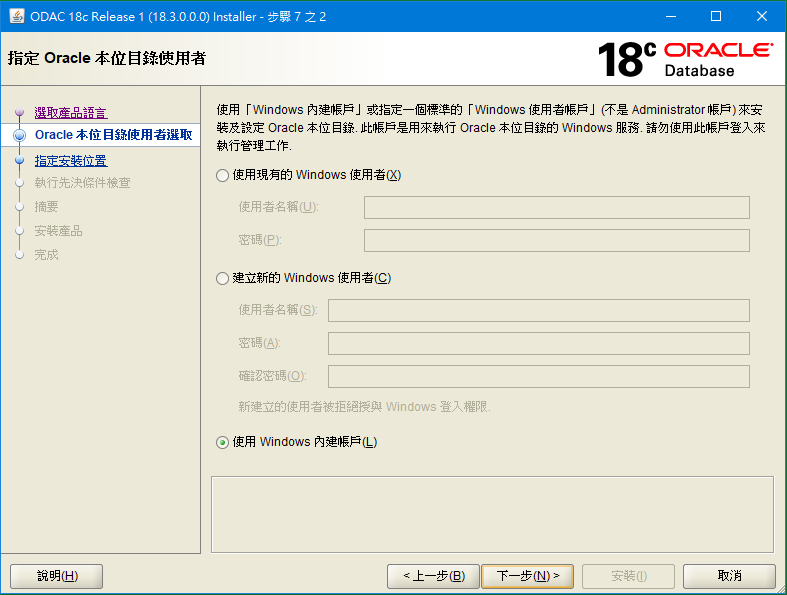 ODAC 18c Release 1 (18.3.0.0.0) Installer - 步驟 7 之 2
指定 Oracle 本位目錄使用者
18c ORACLE
Database
選取產品語言
Oracle 本位目錄使用者選取
指定安裝位置
執行先決條件檢查
摘要
安裝產品
完成
使用「Windows 內建帳戶」或指定一個標準的「Windows 使用者帳戶」(不是 Administrator 帳戶) 來安
裝及設定 Oracle 本位目錄. 此帳戶是用來執行 Oracle 本位目錄的 Windows 服務. 請勿使用此帳戶登入來
執行管理工作.
使用現有的 Windows 使用者(X)
使用者名稱(U):
密碼(P):
建立新的 Windows 使用者(C)
使用者名稱(S):
密碼(A):
確認密碼(O):
新建立的使用者被拒絕授與 Windows 登入權限.
使用 Windows 內建帳戶(L)
說明(H)
< 上一步(B)
下一步(N) >
安裝(I)
取消